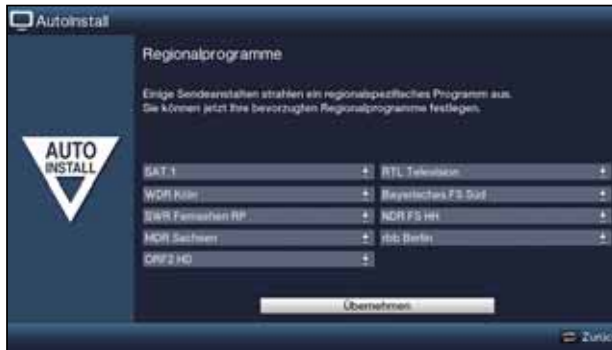 AutoInstall
Regionalprogramme
Einige Sendeanstalten strahlen ein regionalspezifisches Programm aus.
Sie können jetzt Ihre bevorzugten Regionalprogramme festlegen.
AUTO
INSTALL
SAT.1
RTL Television
WDR Köln
Bayerisches FS Süd
SWR Fernsehen RP
NDR FS HH
MDR Sachsen
rbb Berlin
ORF2 HD
Übernehmen
Zurück